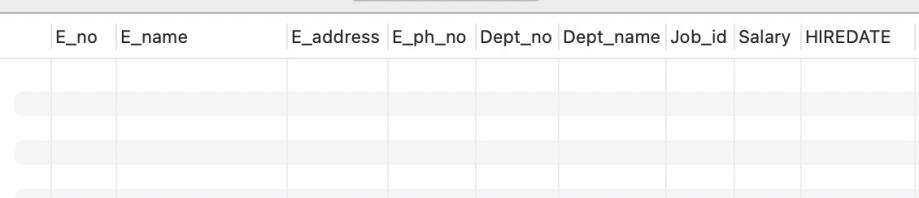 E_no E_name E_address E_ph_no Dept_no Dept_name Job_id Salary HIREDATE